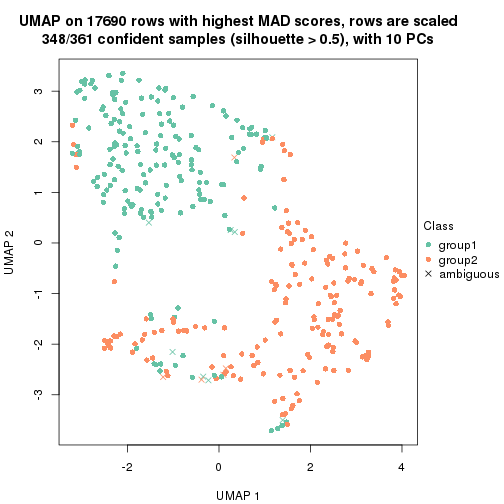 UMAP on 17690 rows with highest MAD scores, rows are scaled
348/361 confident samples (silhouette > 0.5), with 10 PCs
3
2
1
0
-1
-2
-3
UMAP 2
-2
0
2
4
UMAP 1
Class
group1
group2
ambiguous